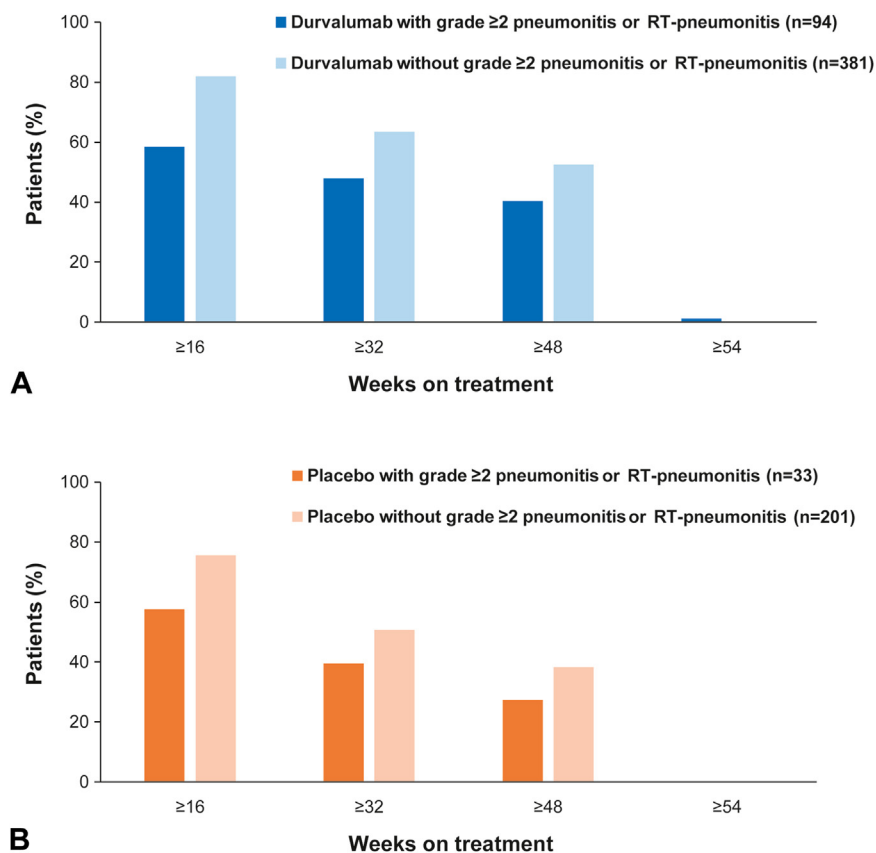 100
80
60
40
20
0
Patients (%)
Durvalumab with grade ≥2 pneumonitis or RT-pneumonitis (n=94)
Durvalumab without grade ≥2 pneumonitis or RT-pneumonitis (n=381)
≥16
≥32
≥48
≥54
Weeks on treatment
A
100
80
60
40
20
0
Patients (%)
Placebo with grade ≥2 pneumonitis or RT-pneumonitis (n=33)
Placebo without grade ≥2 pneumonitis or RT-pneumonitis (n=201)
≥16
≥32
≥48
≥54
Weeks on treatment
B